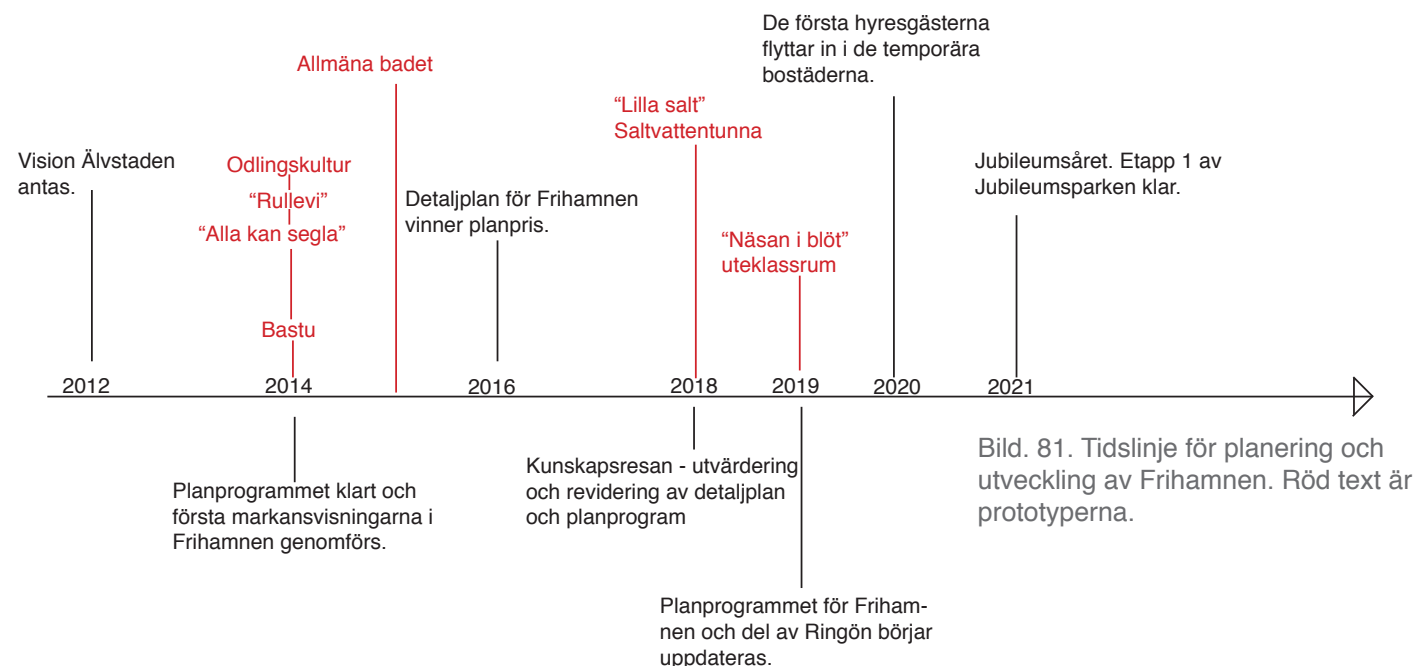 De första hyresgästerna
flyttar in i de temporära
bostäderna.
Allmäna badet
“Lilla salt”
Saltvattentunna
Vision Älvstaden
antas.
Odlingskultur
“Rullevi”
“Alla kan segla”
Bastu
Detaljplan för Frihamnen
vinner planpris.
“Näsan i blöt”
uteklassrum
Jubileumsåret. Etapp 1 av
Jubileumsparken klar.
2012
2014
2016
2018
2019
2020
2021
Planprogrammet klart och
första markansvisningarna i
Frihamnen genomförs.
Kunskapsresan - utvärdering
och revidering av detaljplan
och planprogram
Planprogrammet för Friham-
nen och del av Ringön börjar
uppdateras.
Bild. 81. Tidslinje för planering och
utveckling av Frihamnen. Röd text är
prototyperna.